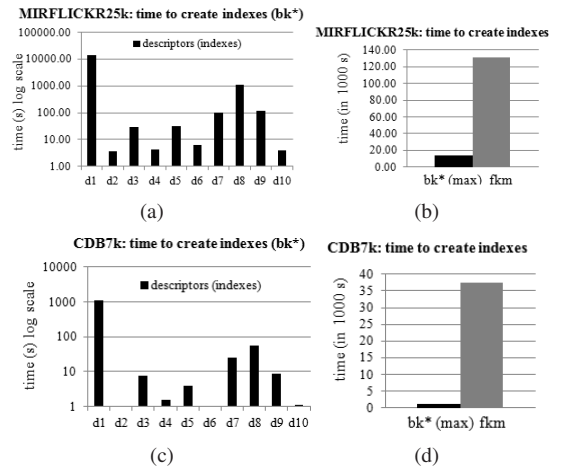 MIRFLICKR25k: time to create indexes (bk*)
time (s) log scale
100000.00
10000.00
1000.00
100.00
10.00
1.00
descriptors (indexes)
d1 d2 d3 d4 d5 d6 d7 d8 d9 d10
(a)
MIRFLICKR25k: time to create indexes
time (in 1000 s)
140.00
120.00
100.00
80.00
60.00
40.00
20.00
0.00
bk* (max) fkm
(b)
CDB7k: time to create indexes (bk*)
time (s) log scale
10000
1000
100
10
1
descriptors (indexes)
d1 d2 d3 d4 d5 d6 d7 d8 d9 d10
(c)
CDB7k: time to create indexes
time (in 1000 s)
40
35
30
25
20
15
10
5
0
bk* (max) fkm
(d)